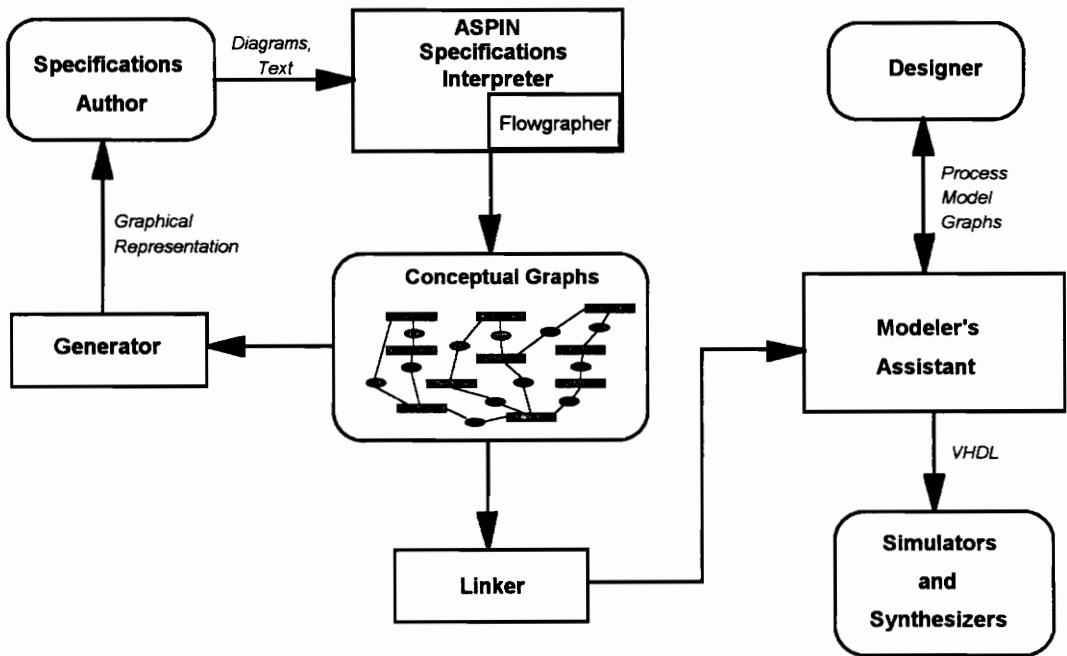 Specifications
Author
Diagrams,
Text
ASPIN
Specifications
Interpreter
Flowgrapher
Designer
Graphical
Representation
Process
Model
Graphs
Conceptual Graphs
Generator
Modeler's
Assistant
VHDL
Linker
Simulators
and
Synthesizers